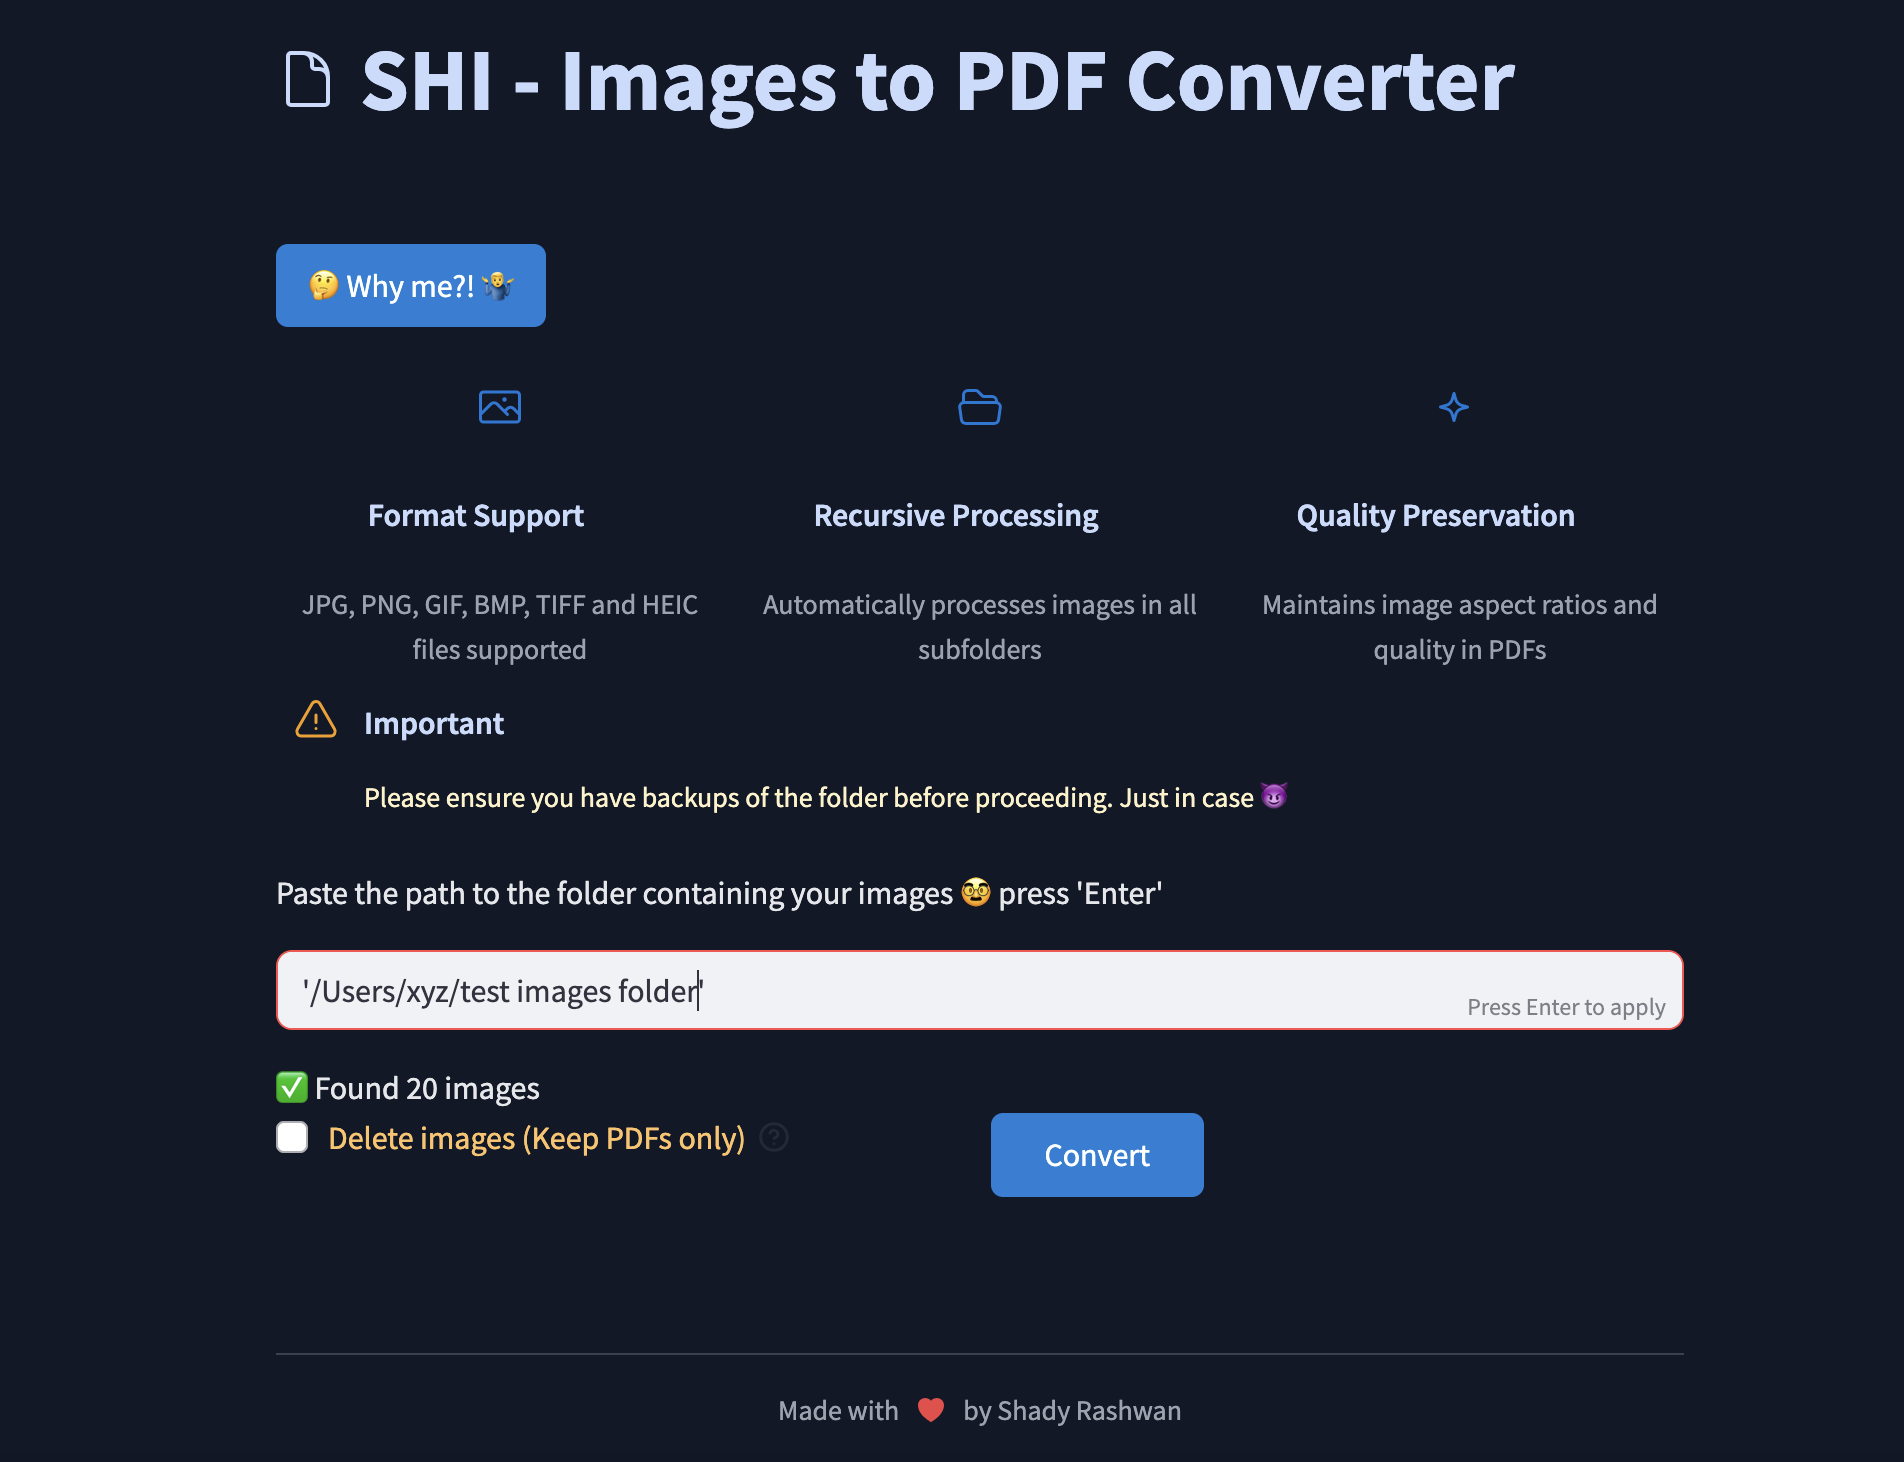 SHI - Images to PDF Converter
🤔 Why me?! 🤷‍♂️
Format Support
JPG, PNG, GIF, BMP, TIFF and HEIC
files supported
Recursive Processing
Automatically processes images in all
subfolders
Quality Preservation
Maintains image aspect ratios and
quality in PDFs
Important
Please ensure you have backups of the folder before proceeding. Just in case 😈
Paste the path to the folder containing your images 🥸 press 'Enter'
'/Users/xyz/test images folder'
Press Enter to apply
✅ Found 20 images
Delete images (Keep PDFs only)
Convert
Made with ❤️ by Shady Rashwan